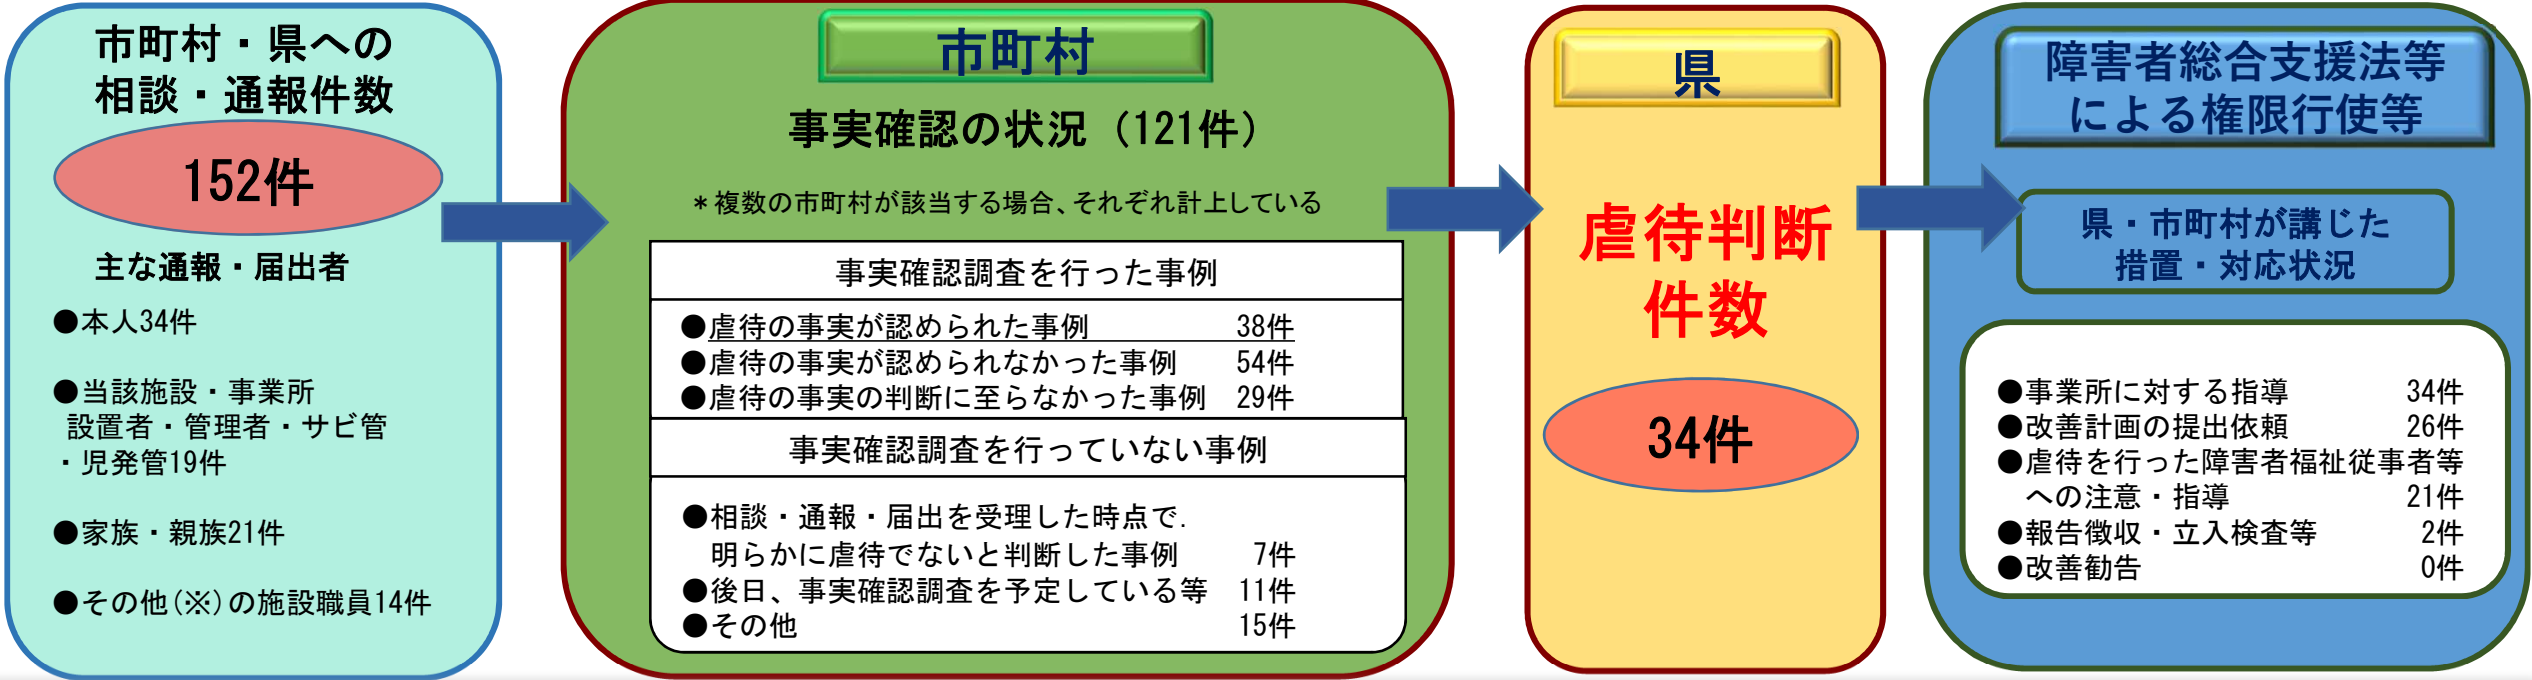 市町村・県への
相談・通報件数
152件
主な通報・届出者
●本人34件
●当該施設・事業所
設置者・管理者・サビ管
・児発管19件
●家族・親族21件
●その他(※)の施設職員14件
市町村
事実確認の状況（121件）
＊複数の市町村が該当する場合、それぞれ計上している
事実確認調査を行った事例
●虐待の事実が認められた事例 38件
●虐待の事実が認められなかった事例 54件
●虐待の事実の判断に至らなかった事例 29件
事実確認調査を行っていない事例
●相談・通報・届出を受理した時点で.
明らかに虐待でないと判断した事例 7件
●後日、事実確認調査を予定している等 11件
●その他 15件
県
虐待判断
件数
34件
障害者総合支援法等
による権限行使等
県・市町村が講じた
措置・対応状況
●事業所に対する指導 34件
●改善計画の提出依頼 26件
●虐待を行った障害者福祉従事者等
への注意・指導 21件
●報告徴収・立入検査等 2件
●改善勧告 0件